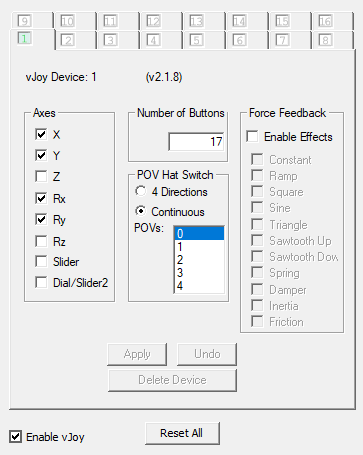 9 10 11 12 13 14 15 16
1 2 3 4 5 6 7 8
vJoy Device: 1 (v2.1.8)
Axes
X
Y
Z
Rx
Ry
Rz
Slider
Dial/Slider2
Number of Buttons
17
POV Hat Switch
4 Directions
Continuous
POVs:
0
1
2
3
4
Force Feedback
Enable Effects
Constant
Ramp
Square
Sine
Triangle
Sawtooth Up
Sawtooth Dow
Spring
Damper
Inertia
Friction
Apply Undo
Delete Device
Enable vJoy Reset All